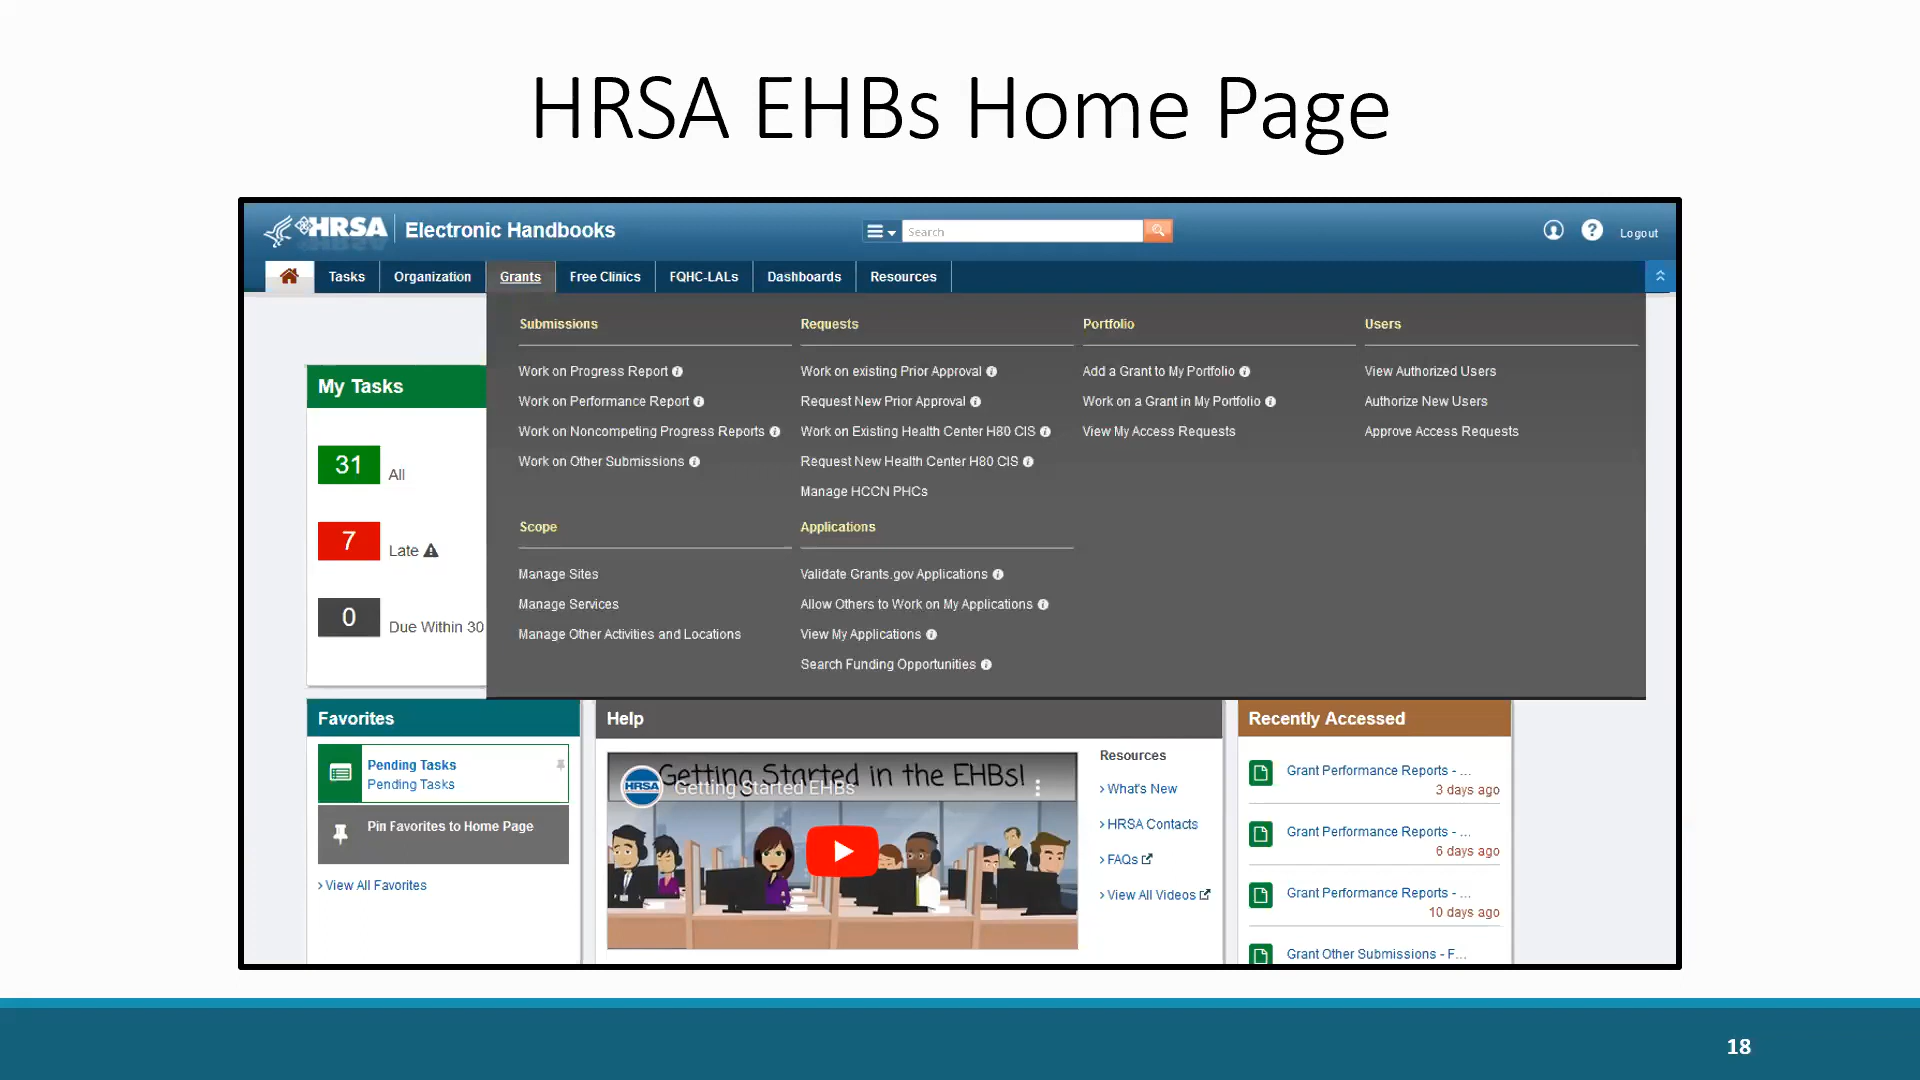 HRSA EHBs Home Page
HRSA Electronic Handbooks
Search
? Logout
Tasks Organization Grants Free Clinics FQHC-LALs Dashboards Resources
Submissions Requests Portfolio Users
Work on Progress Report Work on existing Prior Approval Add a Grant to My Portfolio View Authorized Users
Work on Performance Report Request New Prior Approval Work on a Grant in My Portfolio Authorize New Users
Work on Noncompeting Progress Reports Work on Existing Health Center H80 CIS View My Access Requests Approve Access Requests
Work on Other Submissions Request New Health Center H80 CIS
Manage HCCN PHCs
Scope Applications
Manage Sites Validate Grants.gov Applications
Manage Services Allow Others to Work on My Applications
Manage Other Activities and Locations View My Applications
Search Funding Opportunities
My Tasks
31 All
7 Late
0 Due Within 30
Favorites
Pending Tasks
Pending Tasks
Pin Favorites to Home Page
View All Favorites
Help
Getting Started in the EHBs!
HRSA Getting Started EHBs
Resources
What's New
HRSA Contacts
FAQs
View All Videos
Recently Accessed
Grant Performance Reports - ...
3 days ago
Grant Performance Reports - ...
6 days ago
Grant Performance Reports - ...
10 days ago
Grant Other Submissions - F...
18